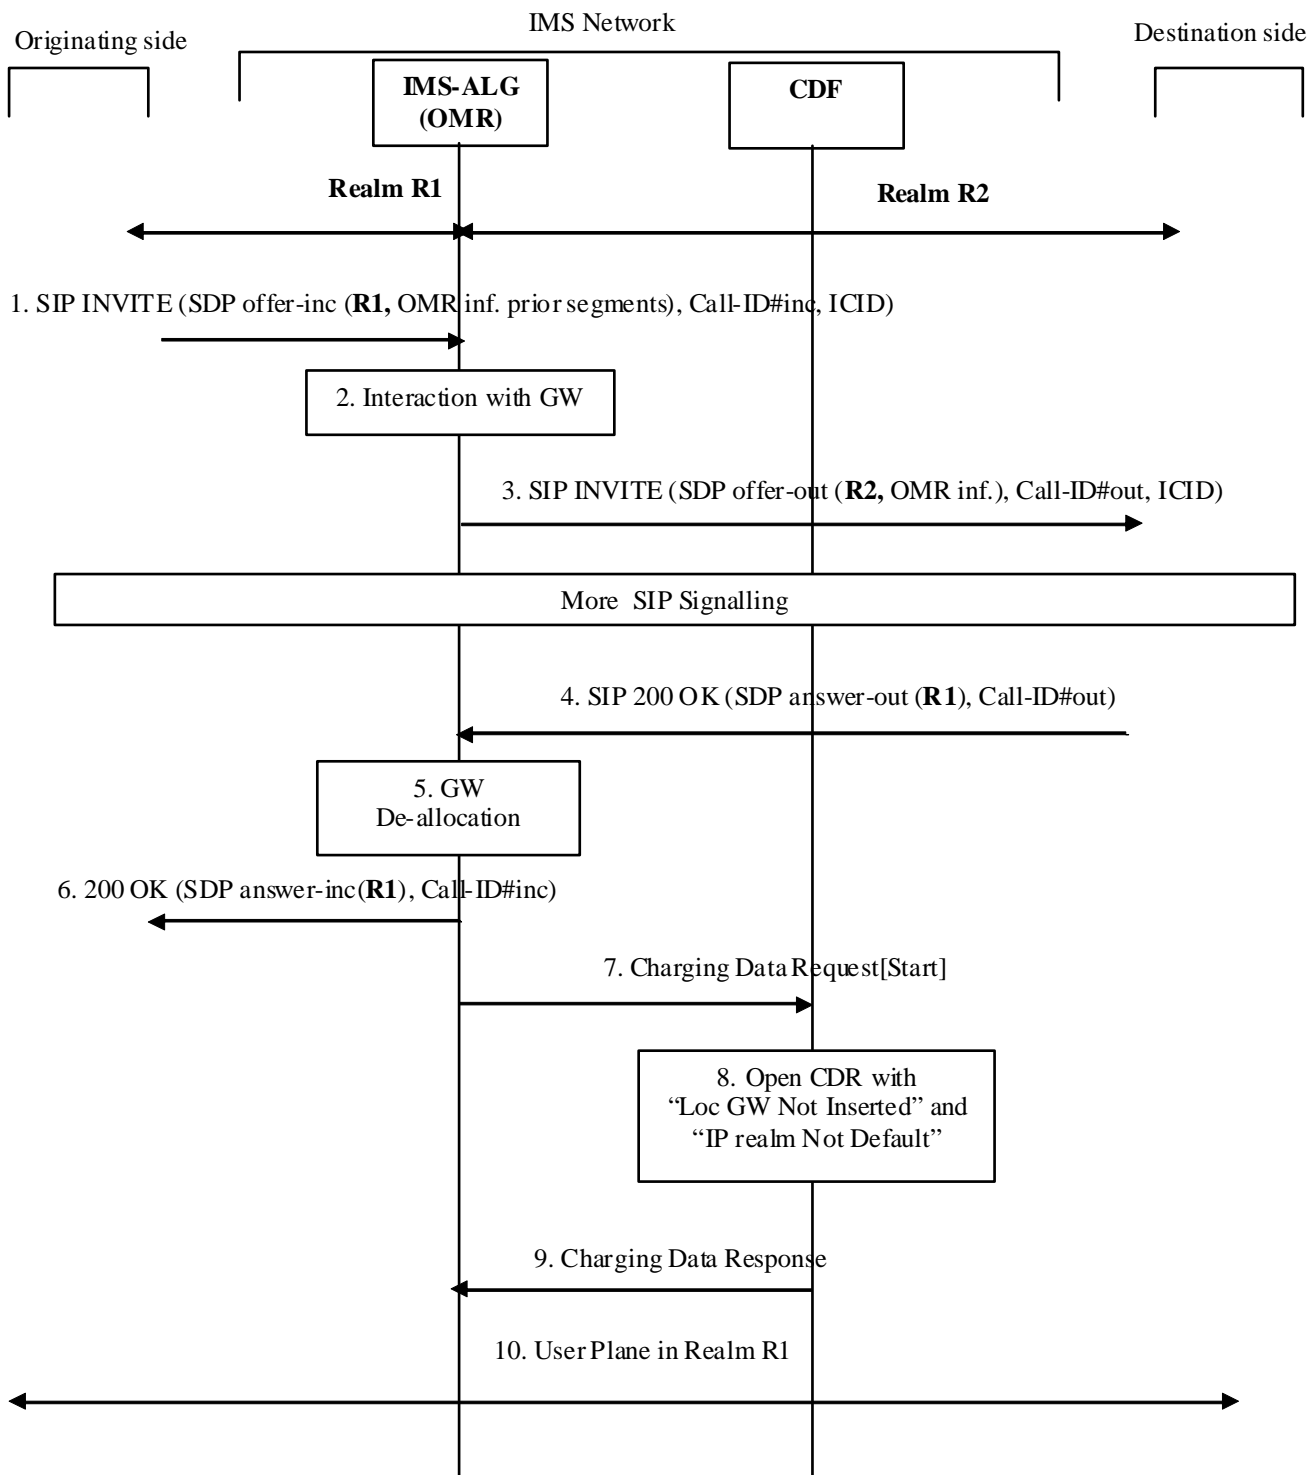 IMS Network
Originating side
Destination side
IMS-ALG
(OMR)
CDF
Realm R1
Realm R2
1. SIP INVITE (SDP offer-inc (R1, OMR inf. prior segments), Call-ID#inc, ICID)
2. Interaction with GW
3. SIP INVITE (SDP offer-out (R2, OMR inf.), Call-ID#out, ICID)
More SIP Signalling
4. SIP 200 OK (SDP answer-out (R1), Call-ID#out)
5. GW
De-allocation
6. 200 OK (SDP answer-inc(R1), Call-ID#inc)
7. Charging Data Request[Start]
8. Open CDR with
“Loc GW Not Inserted” and
“IP realm Not Default”
9. Charging Data Response
10. User Plane in Realm R1